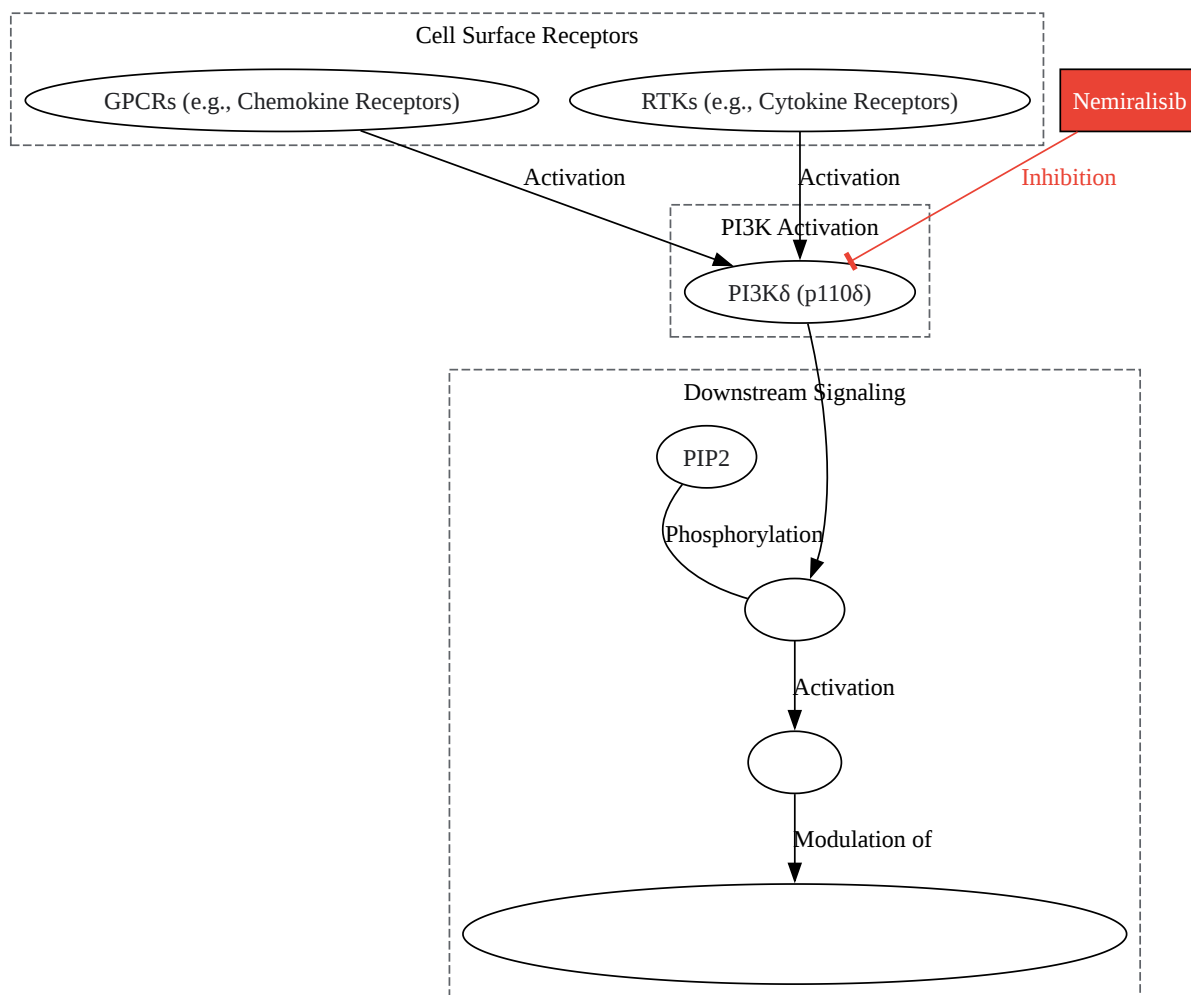 Cell Surface Receptors
GPCRs (e.g., Chemokine Receptors)
RTKs (e.g., Cytokine Receptors)
Nemiralisib
Activation
Activation
Inhibition
PI3K Activation
PI3Kδ (p110δ)
Downstream Signaling
PIP2
Phosphorylation
Activation
Modulation of